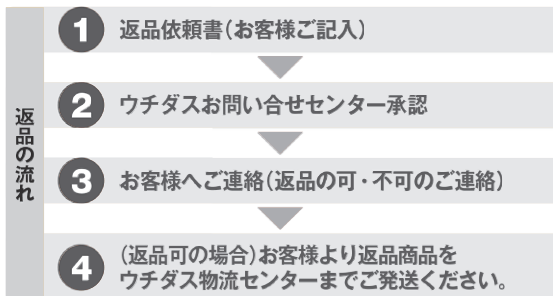 返品の流れ
1 返品依頼書(お客様ご記入)
2 ウチダスお問い合せセンター承認
3 お客様へご連絡(返品の可・不可のご連絡)
4 (返品可の場合)お客様より返品商品を
ウチダス物流センターまでご発送ください。